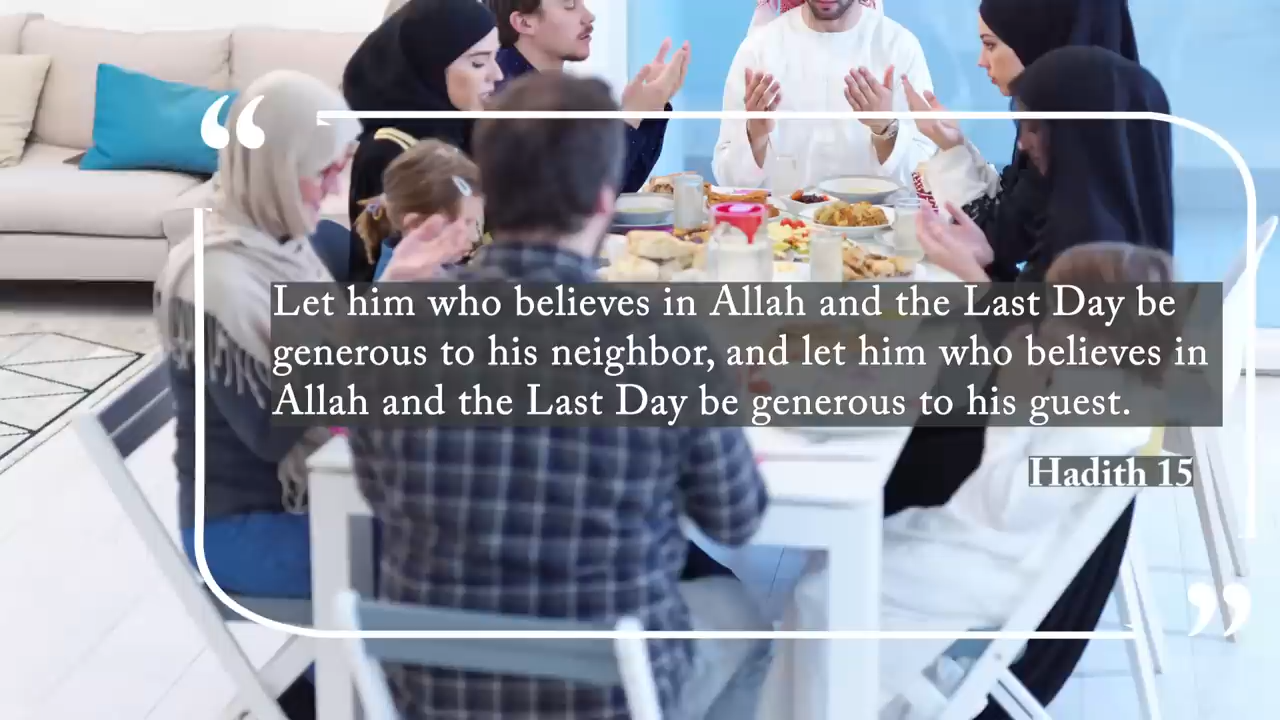 Let him who believes in Allah and the Last Day be
generous to his neighbor, and let him who believes in
Allah and the Last Day be generous to his guest.
Hadith 15